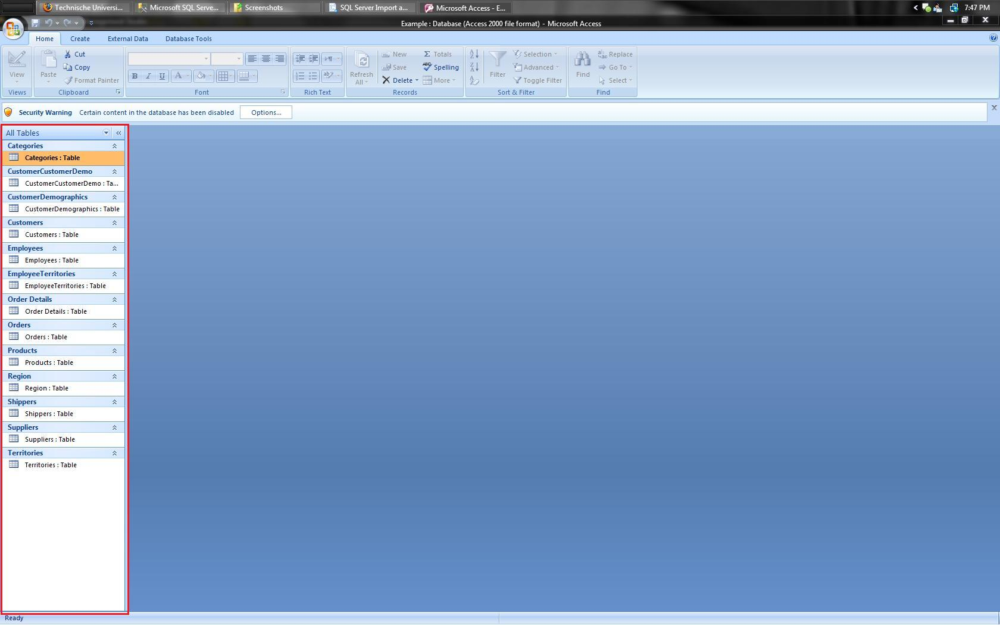 Technische Universi...
Microsoft SQL Serve...
Screenshots
SQL Server Import a...
Microsoft Access - E...
7:47 PM
Example : Database (Access 2000 file format) - Microsoft Access
Home
Create
External Data
Database Tools
View
Views
Paste
Cut
Copy
Format Painter
Clipboard
B I U A
Font
Rich Text
Refresh
All
New
Save
Delete
Totals
Spelling
More
Records
Filter
Selection
Advanced
Toggle Filter
Sort & Filter
Find
Replace
Go To
Select
Find
Security Warning Certain content in the database has been disabled Options...
All Tables
Categories
Categories : Table
CustomerCustomerDemo
CustomerCustomerDemo : Ta...
CustomerDemographics
CustomerDemographics : Table
Customers
Customers : Table
Employees
Employees : Table
EmployeeTerritories
EmployeeTerritories : Table
Order Details
Order Details : Table
Orders
Orders : Table
Products
Products : Table
Region
Region : Table
Shippers
Shippers : Table
Suppliers
Suppliers : Table
Territories
Territories : Table
Ready